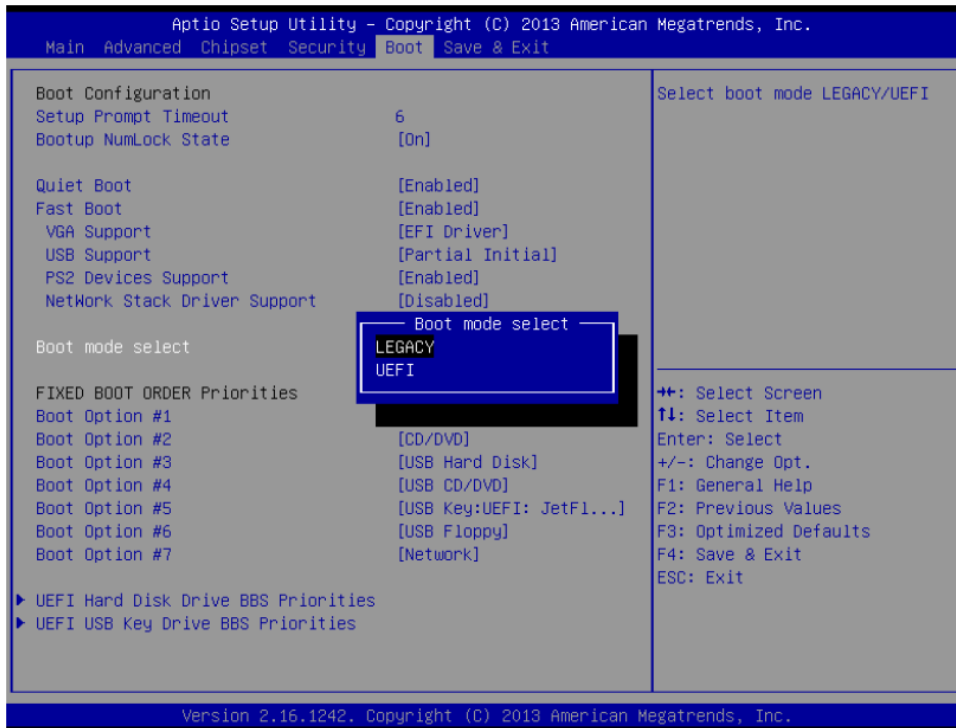 Aptio Setup Utility – Copyright (C) 2013 American Megatrends, Inc.
Main Advanced Chipset Security Boot Save & Exit
Boot Configuration
Setup Prompt Timeout 6
Bootup NumLock State [On]
Quiet Boot [Enabled]
Fast Boot [Enabled]
VGA Support [EFI Driver]
USB Support [Partial Initial]
PS2 Devices Support [Enabled]
NetWork Stack Driver Support [Disabled]
Boot mode select
Boot mode select
LEGACY
UEFI
FIXED BOOT ORDER Priorities
Boot Option #1
Boot Option #2 [CD/DVD]
Boot Option #3 [USB Hard Disk]
Boot Option #4 [USB CD/DVD]
Boot Option #5 [USB Key:UEFI: JetFl...]
Boot Option #6 [USB Floppy]
Boot Option #7 [Network]
UEFI Hard Disk Drive BBS Priorities
UEFI USB Key Drive BBS Priorities
Select boot mode LEGACY/UEFI
→←: Select Screen
↑↓: Select Item
Enter: Select
+/-: Change Opt.
F1: General Help
F2: Previous Values
F3: Optimized Defaults
F4: Save & Exit
ESC: Exit
Version 2.16.1242. Copyright (C) 2013 American Megatrends, Inc.